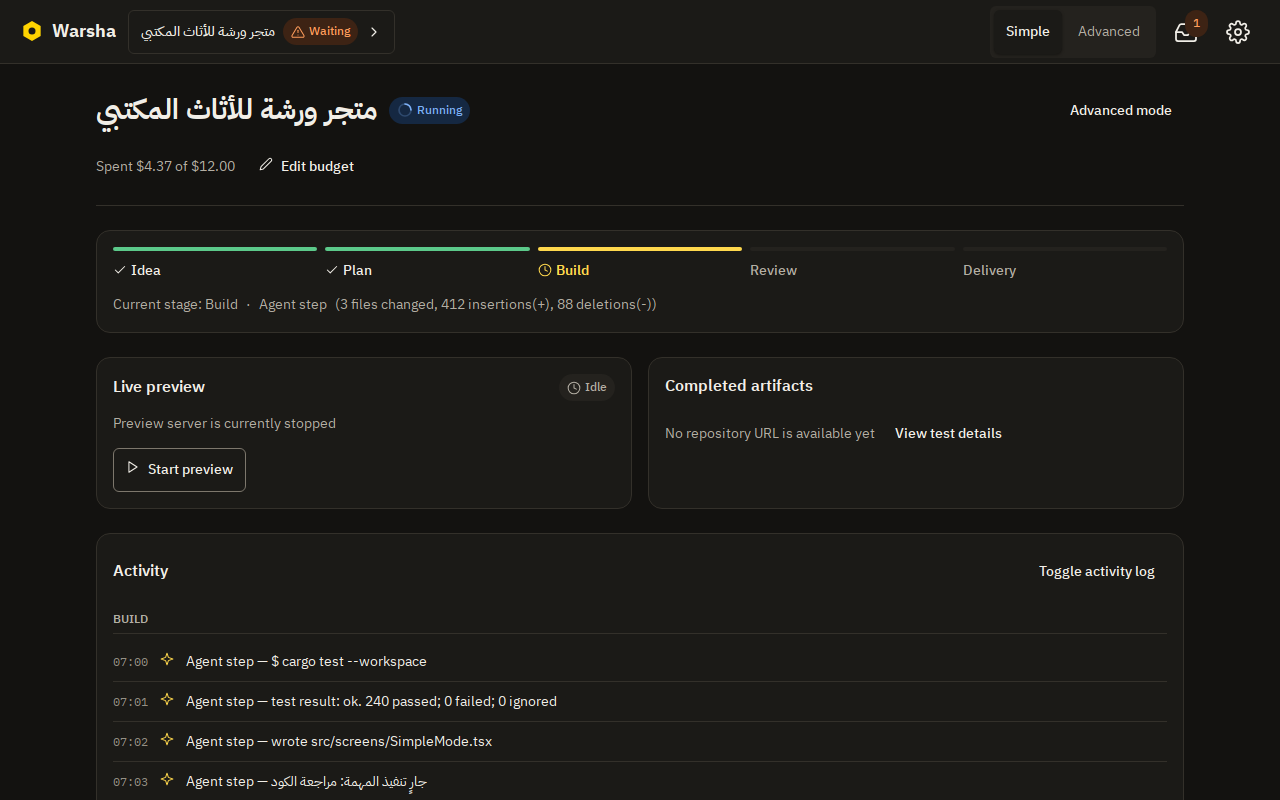 Warsha
متجر ورشة للأثاث المكتبي Waiting
Simple Advanced 1
متجر ورشة للأثاث المكتبي Running
Advanced mode
Spent $4.37 of $12.00 Edit budget
Idea Plan Build Review Delivery
Current stage: Build · Agent step (3 files changed, 412 insertions(+), 88 deletions(-))
Live preview Idle
Preview server is currently stopped
Start preview
Completed artifacts
No repository URL is available yet View test details
Activity Toggle activity log
BUILD
07:00 Agent step — $ cargo test --workspace
07:01 Agent step — test result: ok. 240 passed; 0 failed; 0 ignored
07:02 Agent step — wrote src/screens/SimpleMode.tsx
07:03 Agent step — جارٍ تنفيذ المهمة: مراجعة الكود